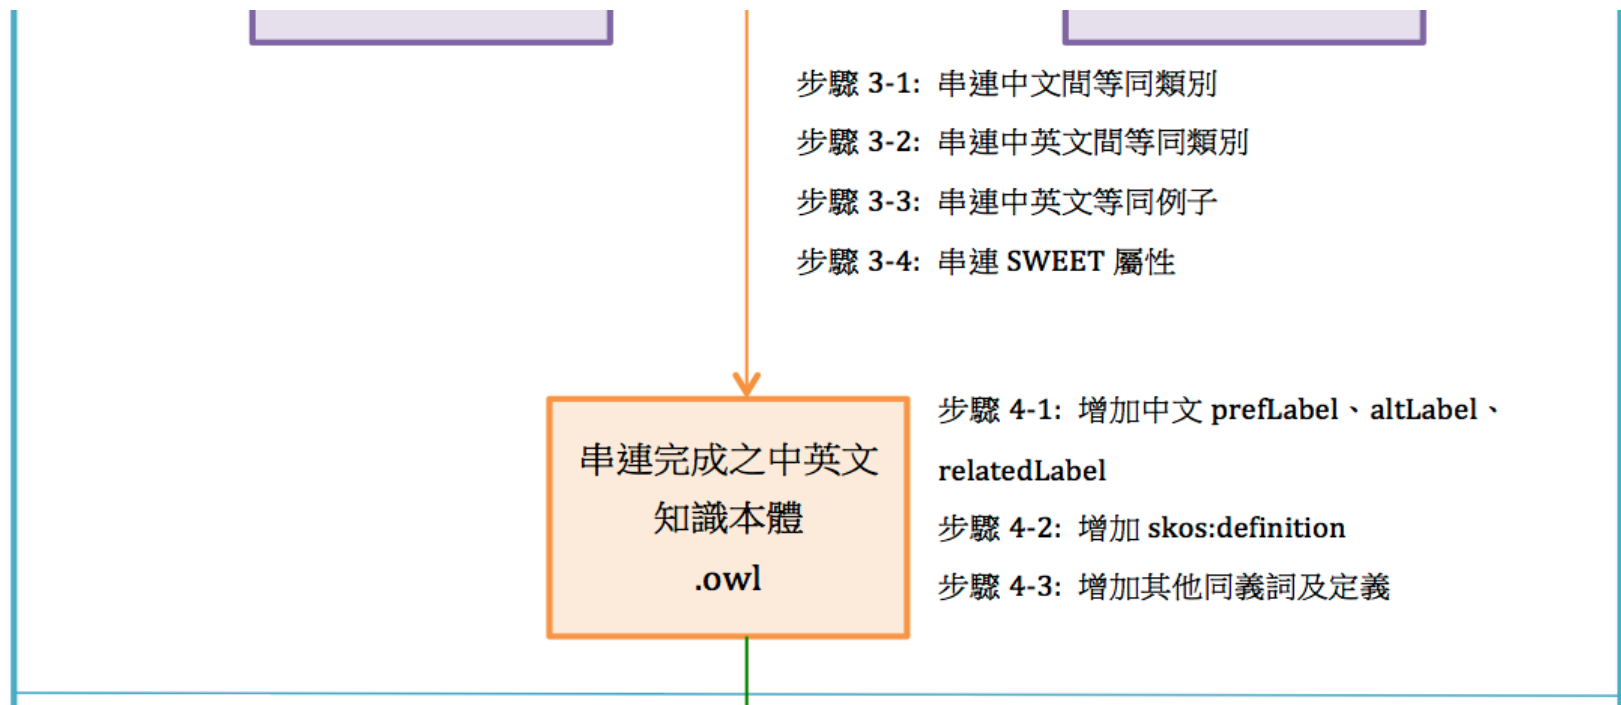 步驟 3-1: 串連中文間等同類別
步驟 3-2: 串連中英文間等同類別
步驟 3-3: 串連中英文等同例子
步驟 3-4: 串連 SWEET 屬性
串連完成之中英文
知識本體
.owl
步驟 4-1: 增加中文 prefLabel、altLabel、
relatedLabel
步驟 4-2: 增加 skos:definition
步驟 4-3: 增加其他同義詞及定義